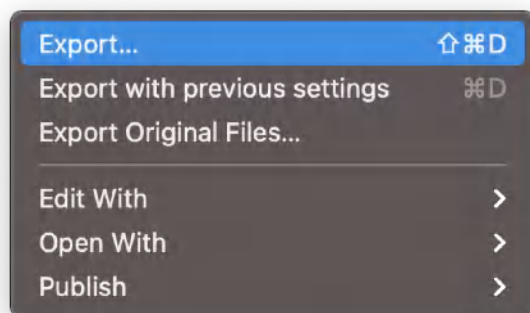 Export... ⇧⌘D
Export with previous settings ⌘D
Export Original Files...
Edit With
Open With
Publish